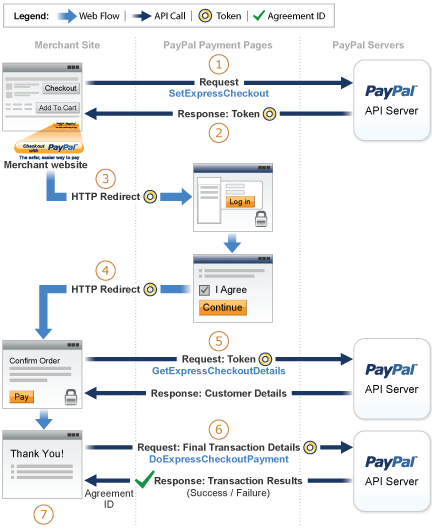 Legend: Web Flow API Call Token Agreement ID
Merchant Site PayPal Payment Pages PayPal Servers
1
Request
SetExpressCheckout
Checkout
Add To Cart
PayPal
API Server
Response: Token
2
Checkout with PayPal
The safer, easier way to pay
Merchant website
3
HTTP Redirect
Log in
4
HTTP Redirect
I Agree
Continue
5
Confirm Order
Pay
Request: Token
GetExpressCheckoutDetails
Response: Customer Details
PayPal
API Server
6
Thank You!
Request: Final Transaction Details
DoExpressCheckoutPayment
Response: Transaction Results
(Success / Failure)
PayPal
API Server
Agreement
ID
7